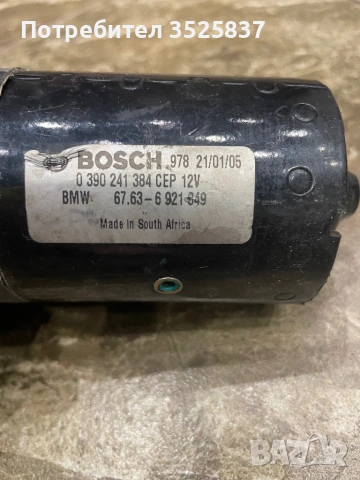 Потребител 3525837
BOSCH 978 21/01/05
0 390 241 384 CEP 12V
BMW 67.63-6 921 849
Made in South Africa
bazar